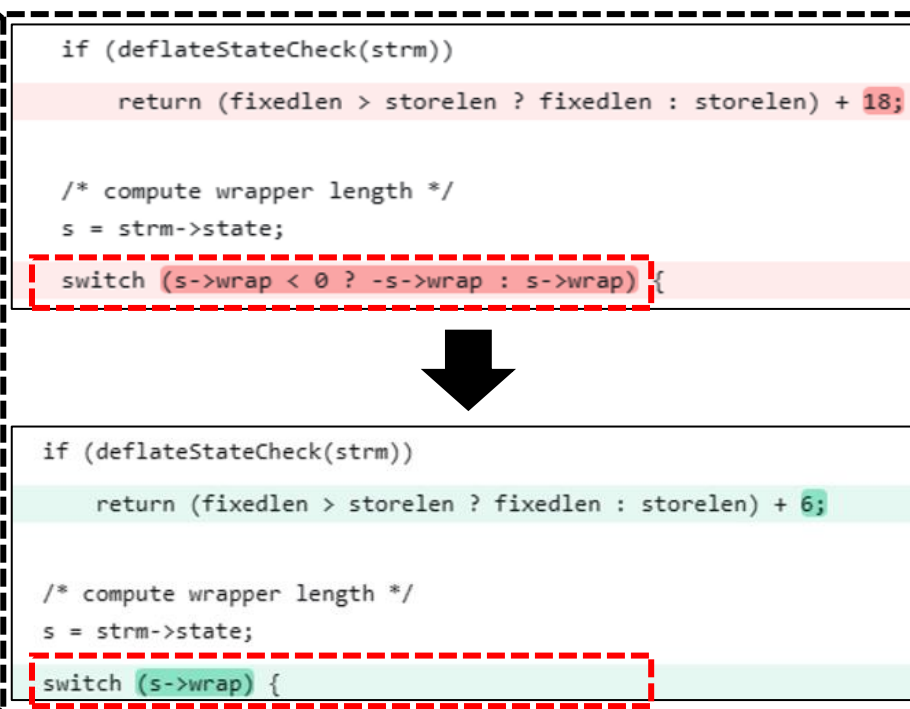 if (deflateStateCheck(strm))
return (fixedlen > storelen ? fixedlen : storelen) + 18;
/* compute wrapper length */
s = strm->state;
switch (s->wrap < 0 ? -s->wrap : s->wrap) {
if (deflateStateCheck(strm))
return (fixedlen > storelen ? fixedlen : storelen) + 6;
/* compute wrapper length */
s = strm->state;
switch (s->wrap) {